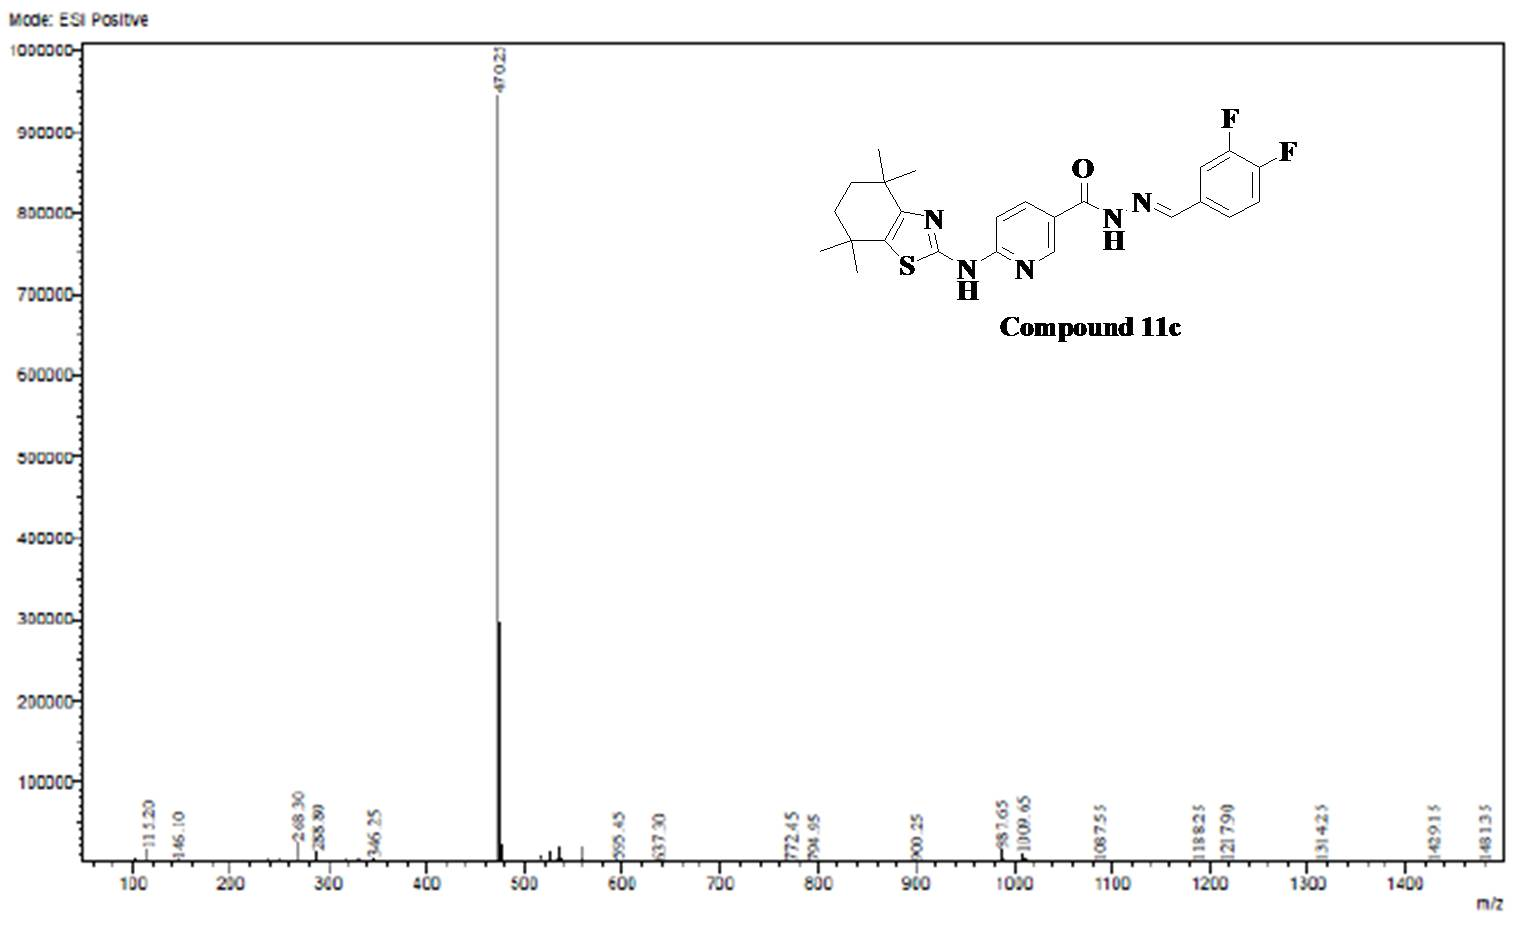 Mode: ESI Positive
1000000
900000
800000
700000
600000
500000
400000
300000
200000
100000
470.25
115.20
146.10
268.30
346.25
595.45
637.30
772.45
794.95
900.25
987.65
1009.65
1087.55
1188.25
1217.90
1314.25
1429.15
1481.35
100 200 300 400 500 600 700 800 900 1000 1100 1200 1300 1400
m/z
F
F
O
N
N
H
N
S
N
H
N
Compound 11c